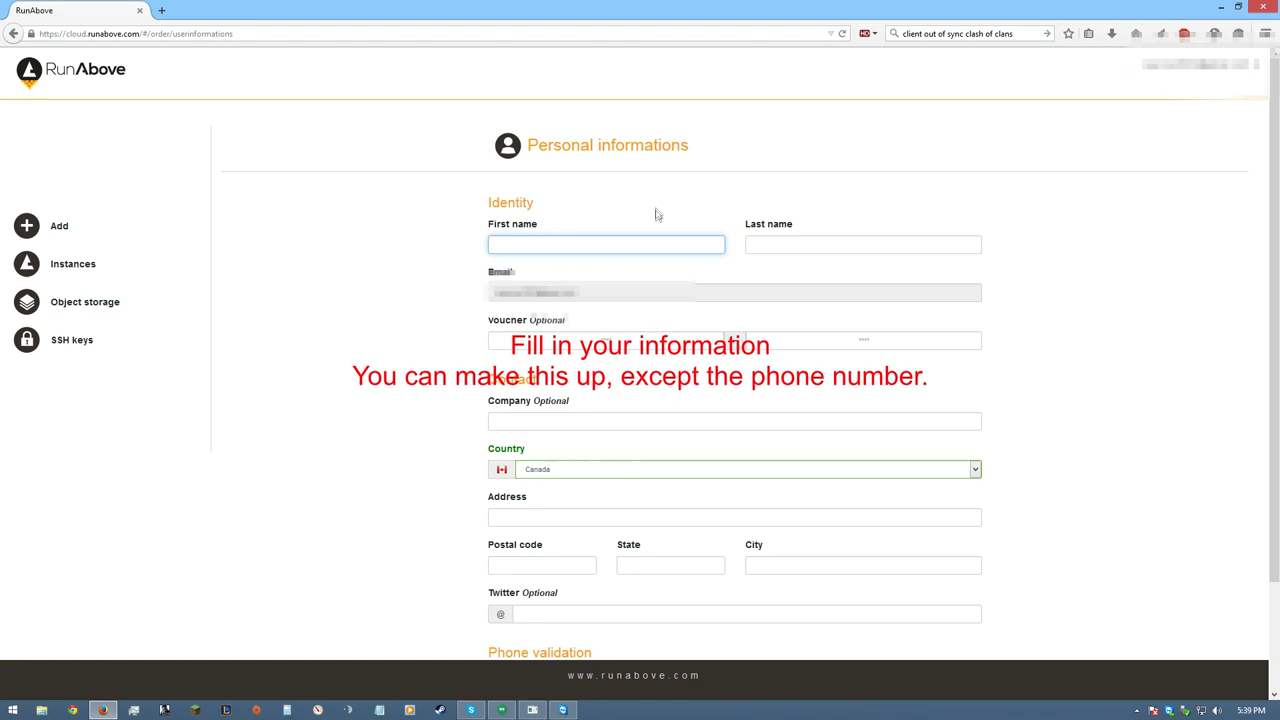 RunAbove
https://cloud.runabove.com/#/order/userinformations
client out of sync clash of clans
RunAbove
Personal informations
Identity
First name
Last name
Add
Instances
Object storage
SSH keys
Email
Voucher Optional
Fill in your information
You can make this up, except the phone number.
Company Optional
Country
Canada
Address
Postal code
State
City
Twitter Optional
@
Phone validation
www.runabove.com
5:39 PM